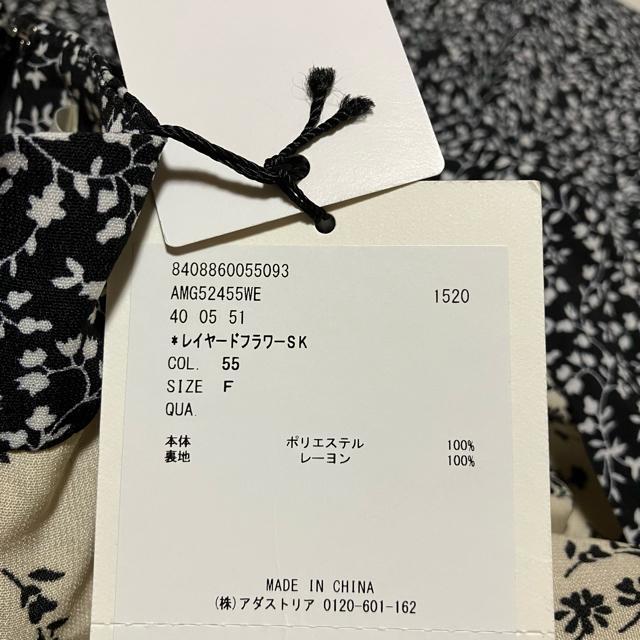 8408860055093
AMG52455WE 1520
40 05 51
*レイヤードフラワーSK
COL. 55
SIZE F
QUA.
本体 ポリエステル 100%
裏地 レーヨン 100%
MADE IN CHINA
(株)アダストリア 0120-601-162